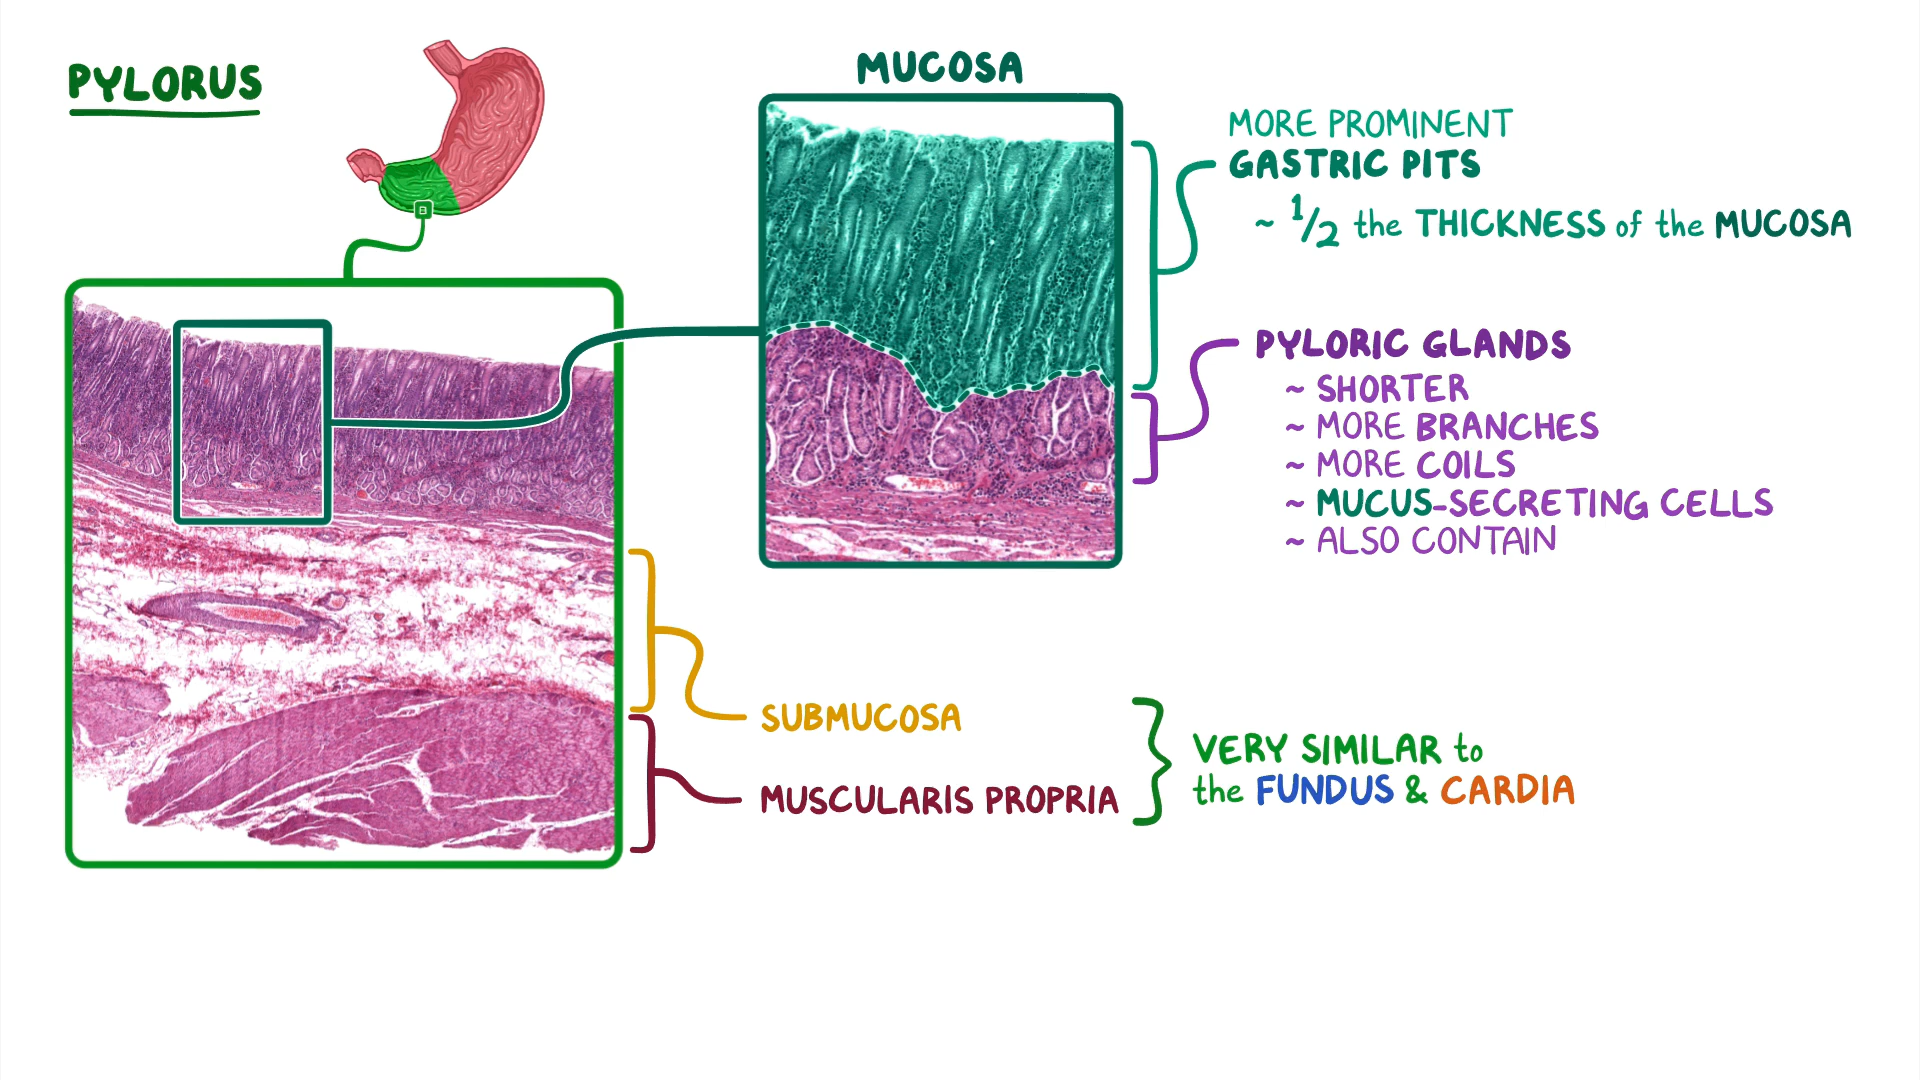 PYLORUS
B
MUCOSA
MORE PROMINENT
GASTRIC PITS
~ 1/2 the THICKNESS of the MUCOSA
PYLORIC GLANDS
~ SHORTER
~ MORE BRANCHES
~ MORE COILS
~ MUCUS-SECRETING CELLS
~ ALSO CONTAIN
SUBMUCOSA
MUSCULARIS PROPRIA
VERY SIMILAR to
the FUNDUS & CARDIA